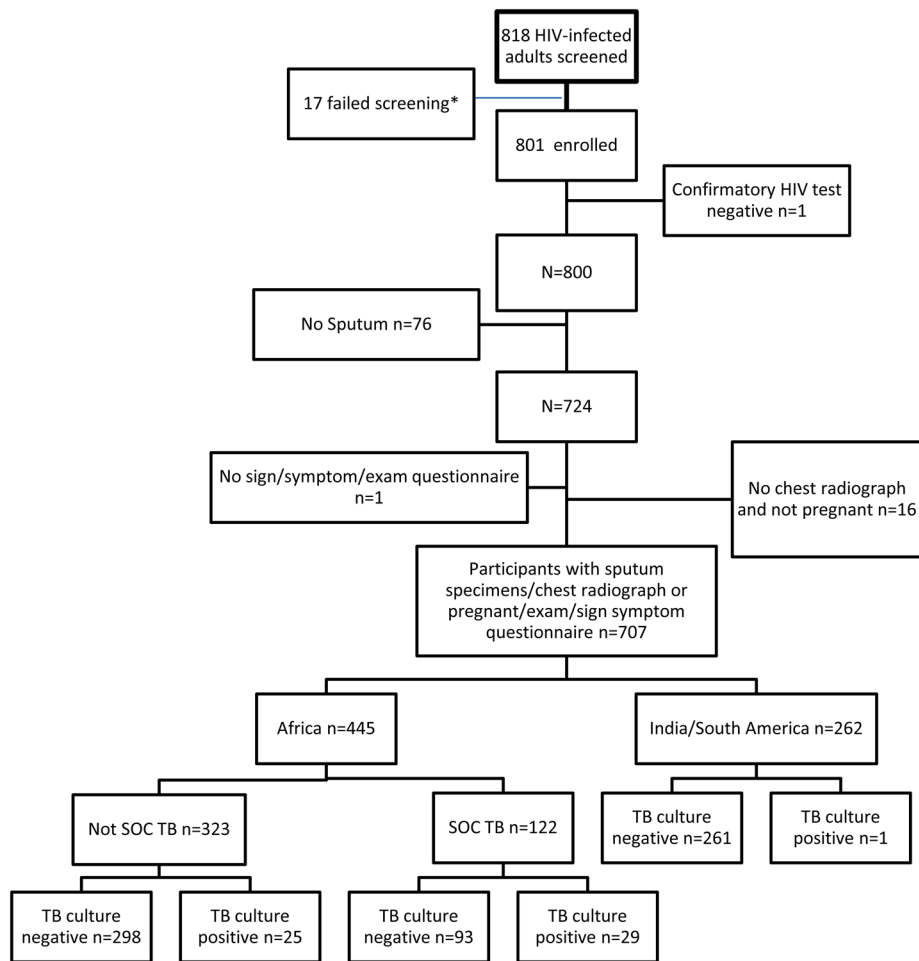 818 HIV-infected
adults screened
17 failed screening*
801 enrolled
Confirmatory HIV test
negative n=1
N=800
No Sputum n=76
N=724
No sign/symptom/exam questionnaire
n=1
No chest radiograph
and not pregnant n=16
Participants with sputum
specimens/chest radiograph or
pregnant/exam/sign symptom
questionnaire n=707
Africa n=445
India/South America n=262
Not SOC TB n=323
SOC TB n=122
TB culture
negative n=261
TB culture
positive n=1
TB culture
negative n=298
TB culture
positive n=25
TB culture
negative n=93
TB culture
positive n=29